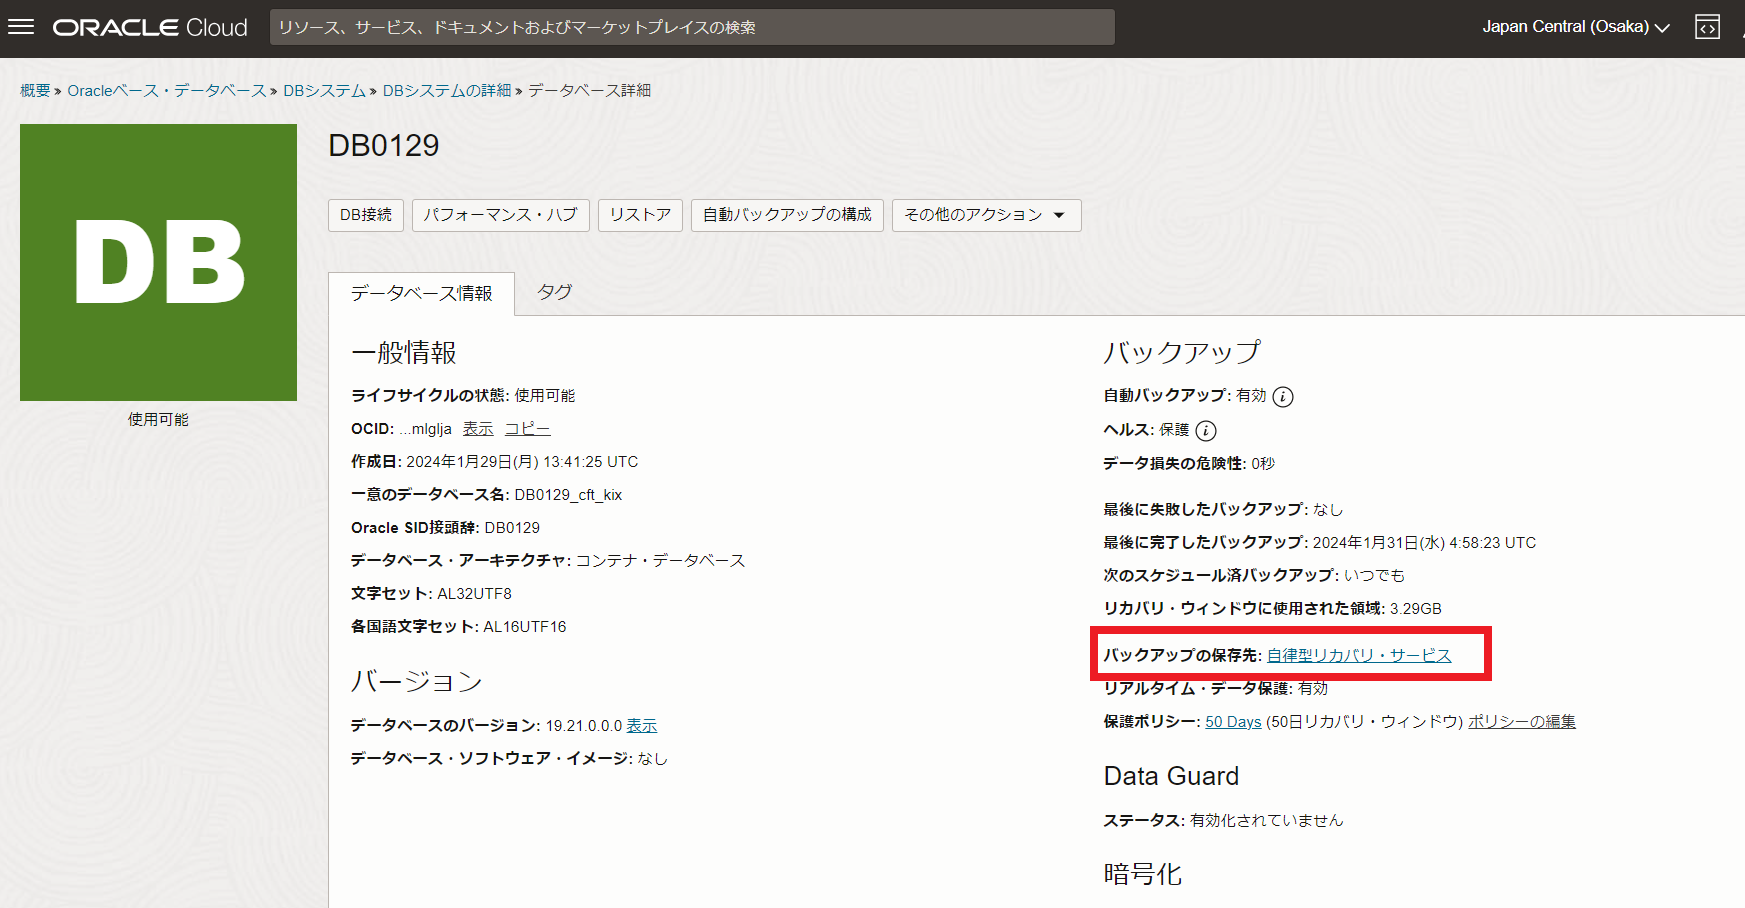 ORACLE Cloud
リソース、サービス、ドキュメントおよびマーケットプレイスの検索
Japan Central (Osaka)
概要 » Oracleベース・データベース » DBシステム » DBシステムの詳細 » データベース詳細
DB
使用可能
DB0129
DB接続
パフォーマンス・ハブ
リストア
自動バックアップの構成
その他のアクション
データベース情報
タグ
一般情報
ライフサイクルの状態: 使用可能
OCID: ...mlglja 表示 コピー
作成日: 2024年1月29日(月) 13:41:25 UTC
一意のデータベース名: DB0129_cft_kix
Oracle SID接頭辞: DB0129
データベース・アーキテクチャ: コンテナ・データベース
文字セット: AL32UTF8
各国語文字セット: AL16UTF16
バージョン
データベースのバージョン: 19.21.0.0.0 表示
データベース・ソフトウェア・イメージ: なし
バックアップ
自動バックアップ: 有効
ヘルス: 保護
データ損失の危険性: 0秒
最後に失敗したバックアップ: なし
最後に完了したバックアップ: 2024年1月31日(水) 4:58:23 UTC
次のスケジュール済バックアップ: いつでも
リカバリ・ウィンドウに使用された領域: 3.29GB
バックアップの保存先: 自律型リカバリ・サービス
リアルタイム・データ保護: 有効
保護ポリシー: 50 Days (50日リカバリ・ウィンドウ) ポリシーの編集
Data Guard
ステータス: 有効化されていません
暗号化